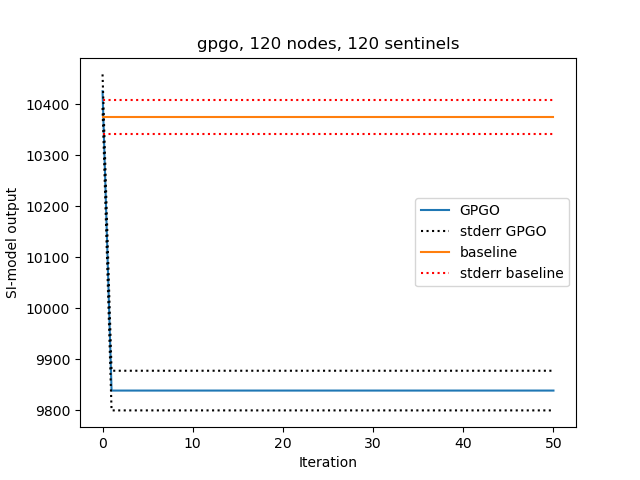 gpgo, 120 nodes, 120 sentinels
SI-model output
10400
10300
10200
10100
10000
9900
9800
GPGO
stderr GPGO
baseline
stderr baseline
0 10 20 30 40 50
Iteration